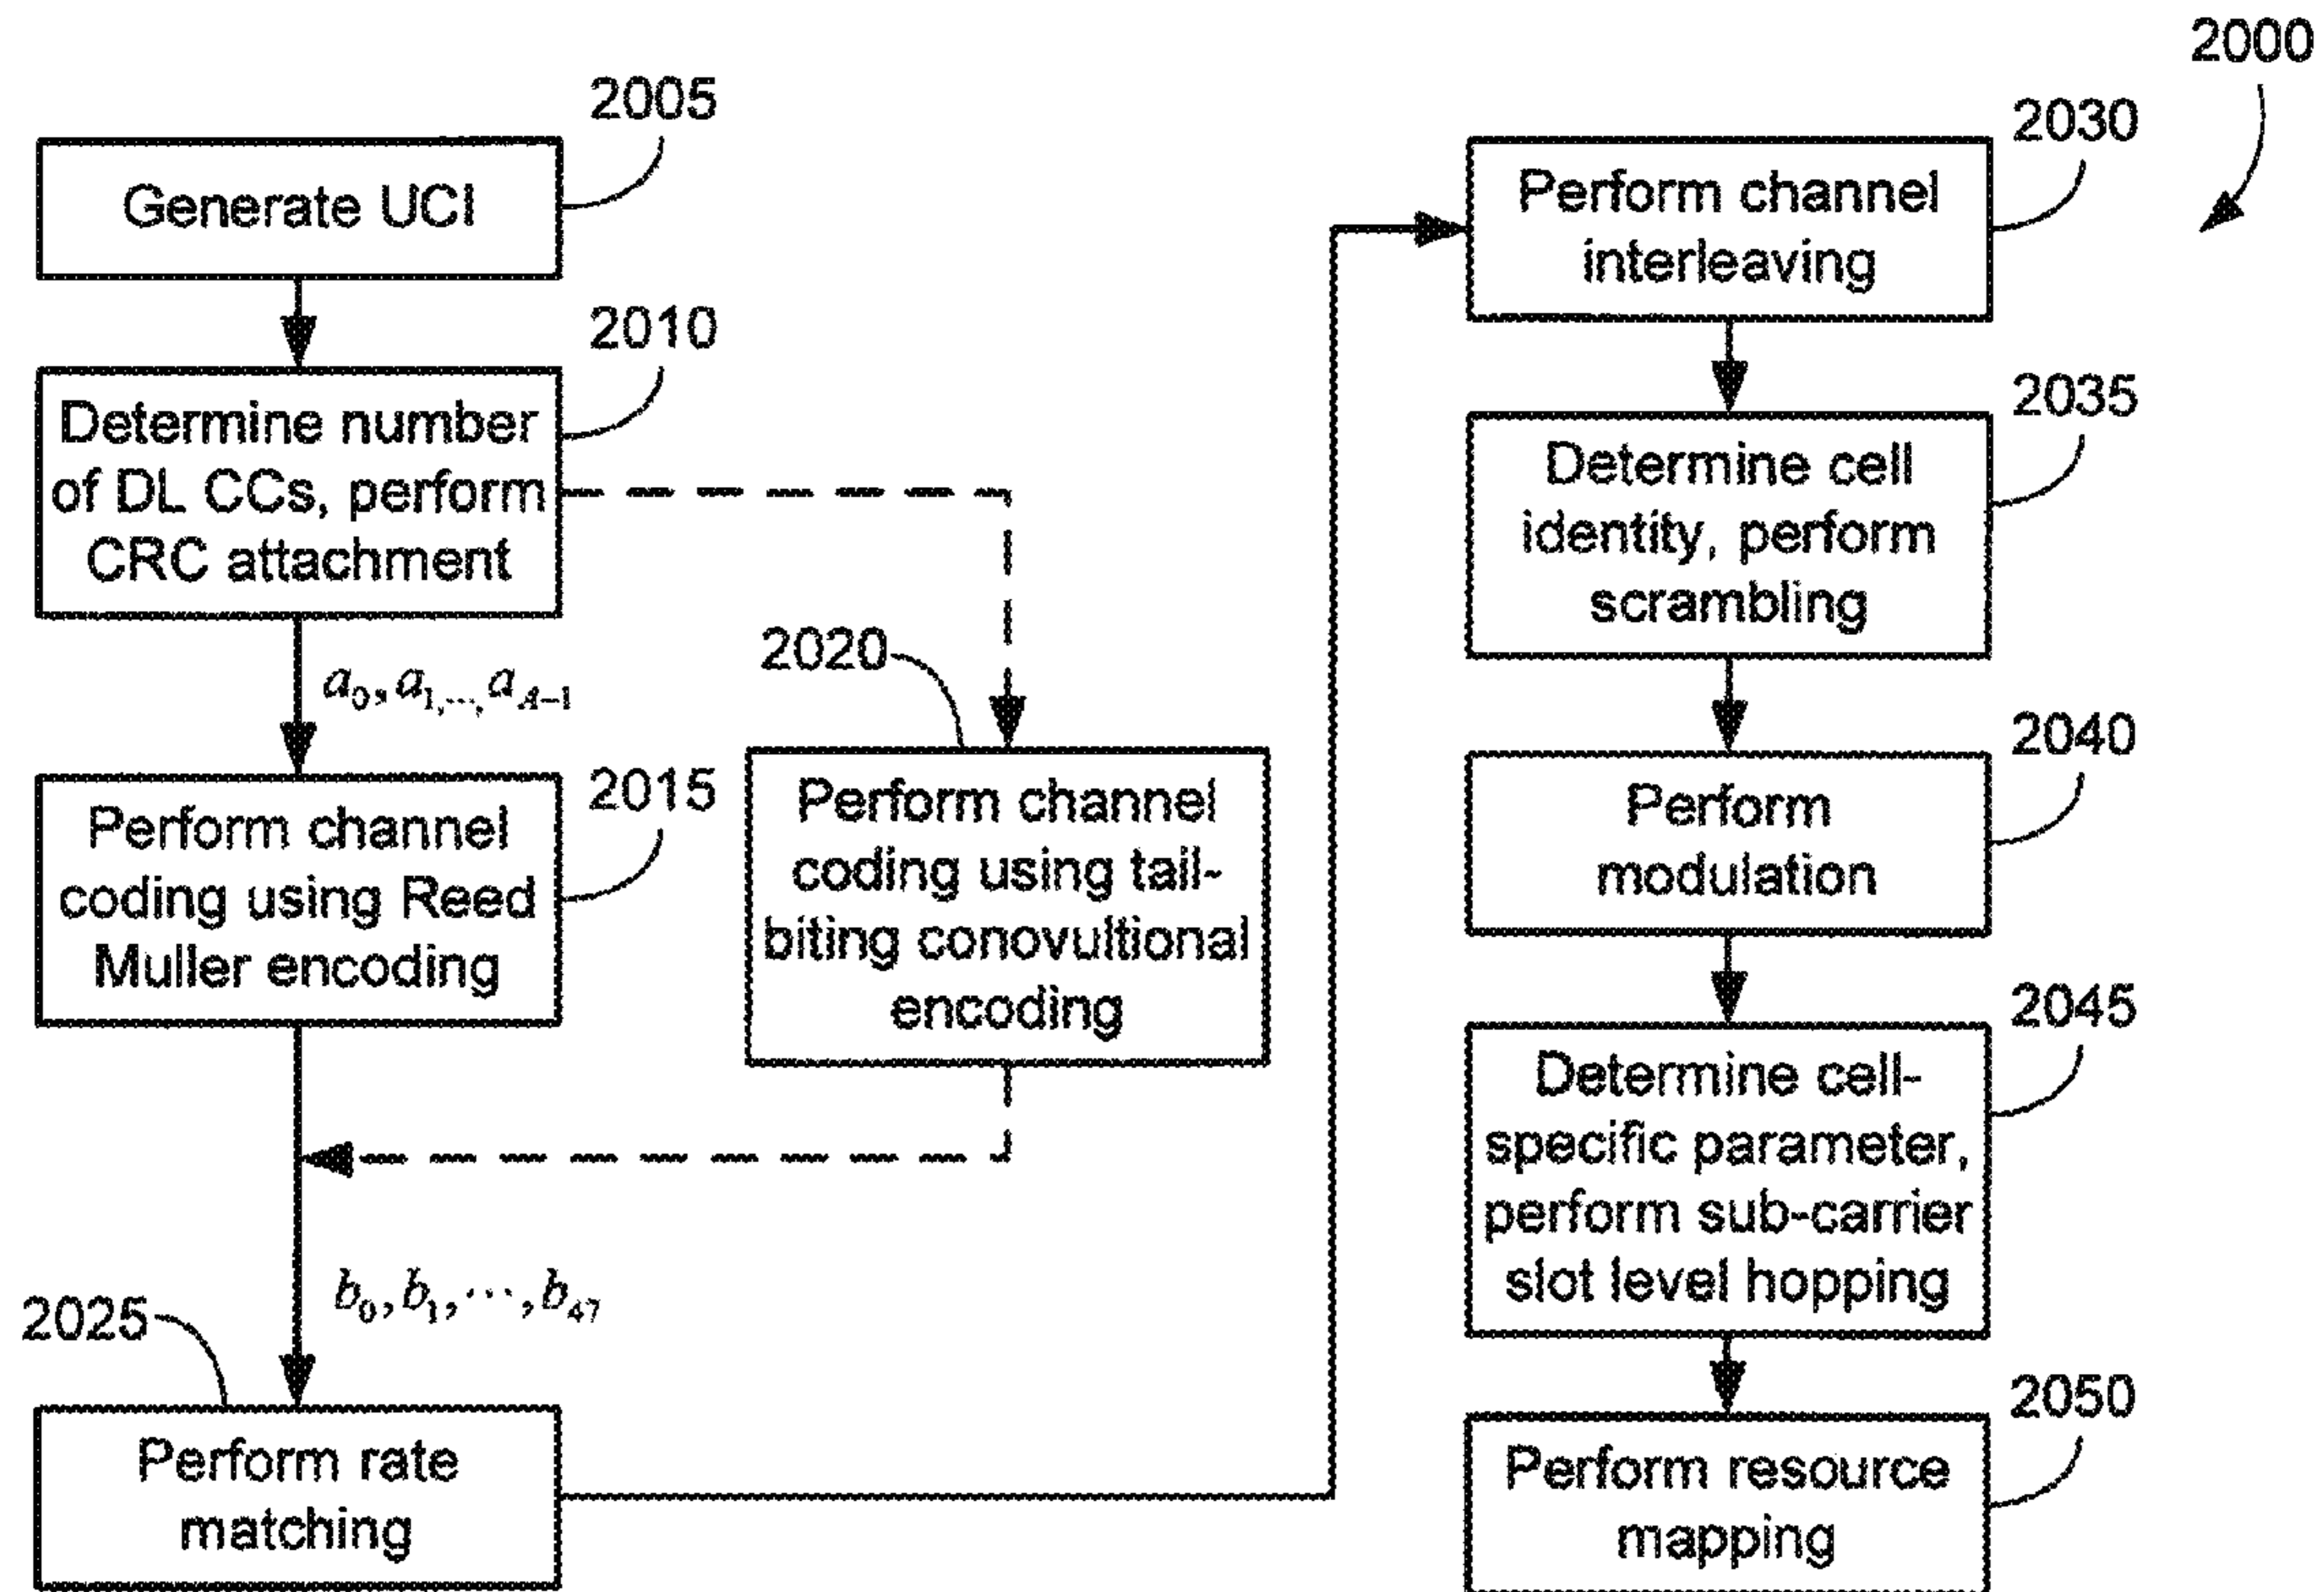 2000
2005
Generate UCI
2010
Determine number
of DL CCs, perform
CRC attachment
a₀, a₁,...,a_{A-1}
2015
Perform channel
coding using Reed
Muller encoding
2020
Perform channel
coding using tail-
biting conovultional
encoding
b₀, b₁, ···, b₄₇
2025
Perform rate
matching
2030
Perform channel
interleaving
2035
Determine cell
identity, perform
scrambling
2040
Perform
modulation
2045
Determine cell-
specific parameter,
perform sub-carrier
slot level hopping
2050
Perform resource
mapping